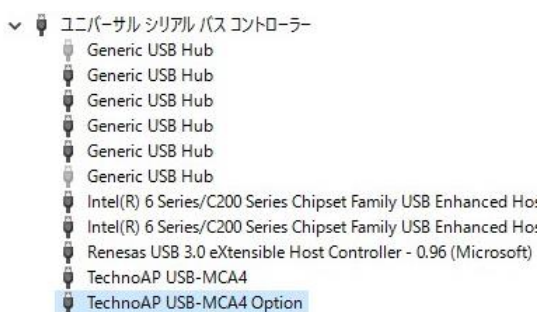 ユニバーサル シリアル バス コントローラー
Generic USB Hub
Generic USB Hub
Generic USB Hub
Generic USB Hub
Generic USB Hub
Generic USB Hub
Intel(R) 6 Series/C200 Series Chipset Family USB Enhanced Hos
Intel(R) 6 Series/C200 Series Chipset Family USB Enhanced Hos
Renesas USB 3.0 eXtensible Host Controller - 0.96 (Microsoft)
TechnoAP USB-MCA4
TechnoAP USB-MCA4 Option